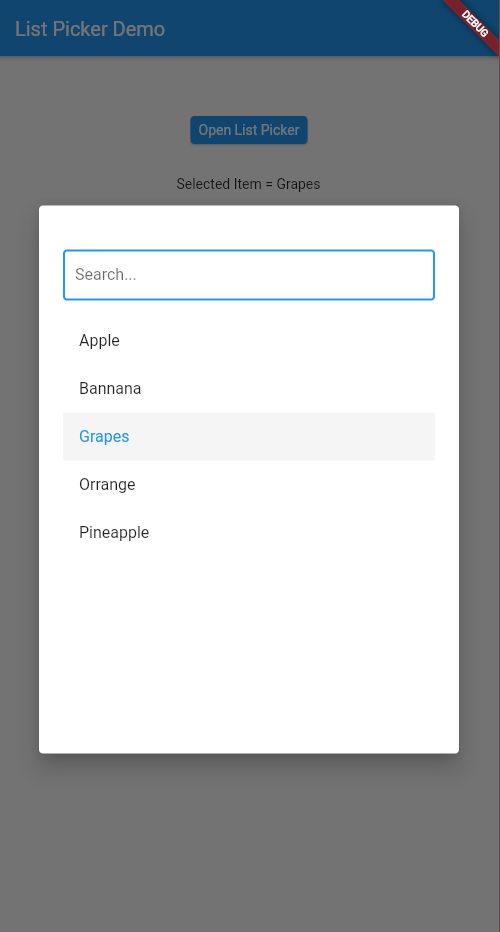 List Picker Demo
DEBUG
Open List Picker
Selected Item = Grapes
Search...
Apple
Bannana
Grapes
Orrange
Pineapple